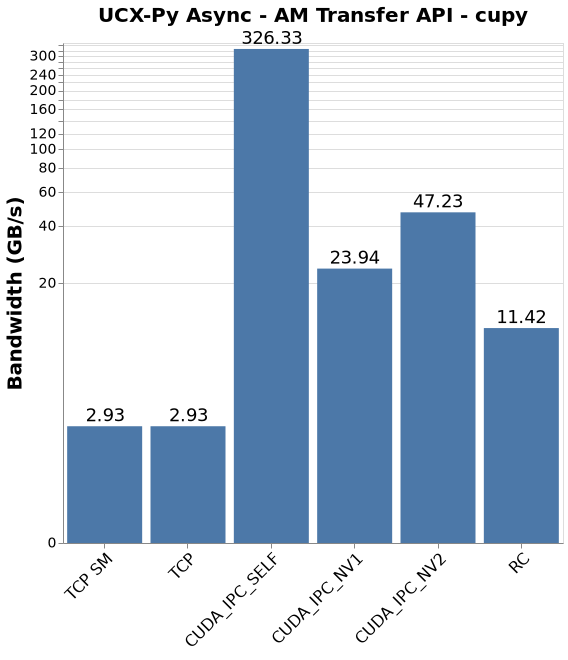 UCX-Py Async - AM Transfer API - cupy
Bandwidth (GB/s)
300
240
200
160
120
100
80
60
40
20
0
2.93
2.93
326.33
23.94
47.23
11.42
TCP SM
TCP
CUDA_IPC_SELF
CUDA_IPC_NV1
CUDA_IPC_NV2
RC